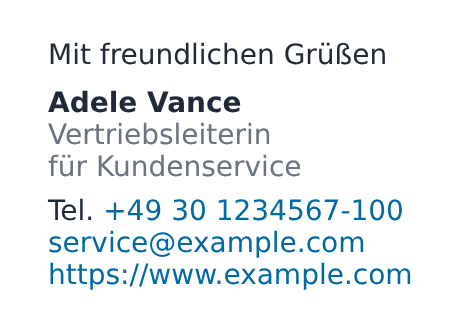 Mit freundlichen Grüßen
Adele Vance
Vertriebsleiterin
für Kundenservice
Tel. +49 30 1234567-100
service@example.com
https://www.example.com